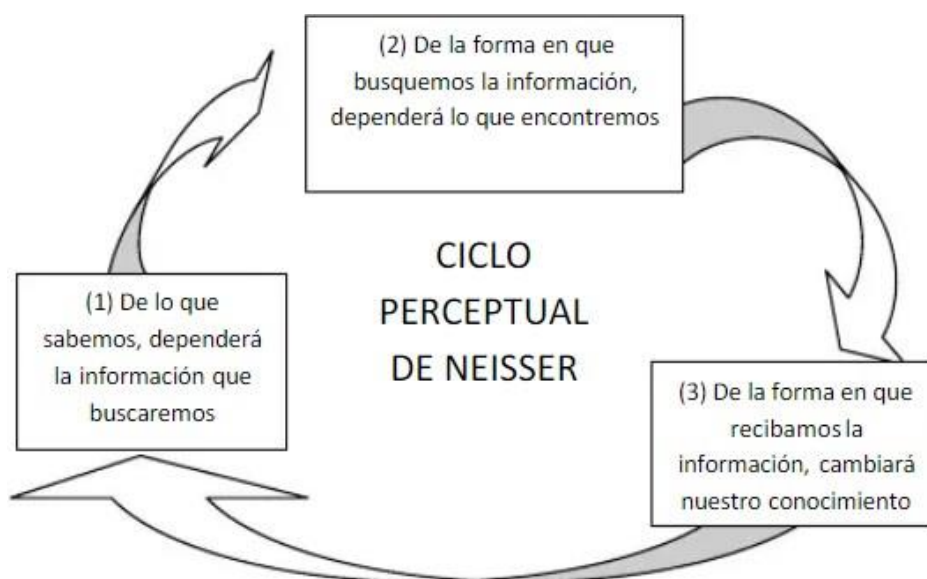 (2) De la forma en que
busquemos la información,
dependerá lo que encontremos
CICLO
PERCEPTUAL
DE NEISSER
(1) De lo que
sabemos, dependerá
la información que
buscaremos
(3) De la forma en que
recibamos la
información, cambiará
nuestro conocimiento